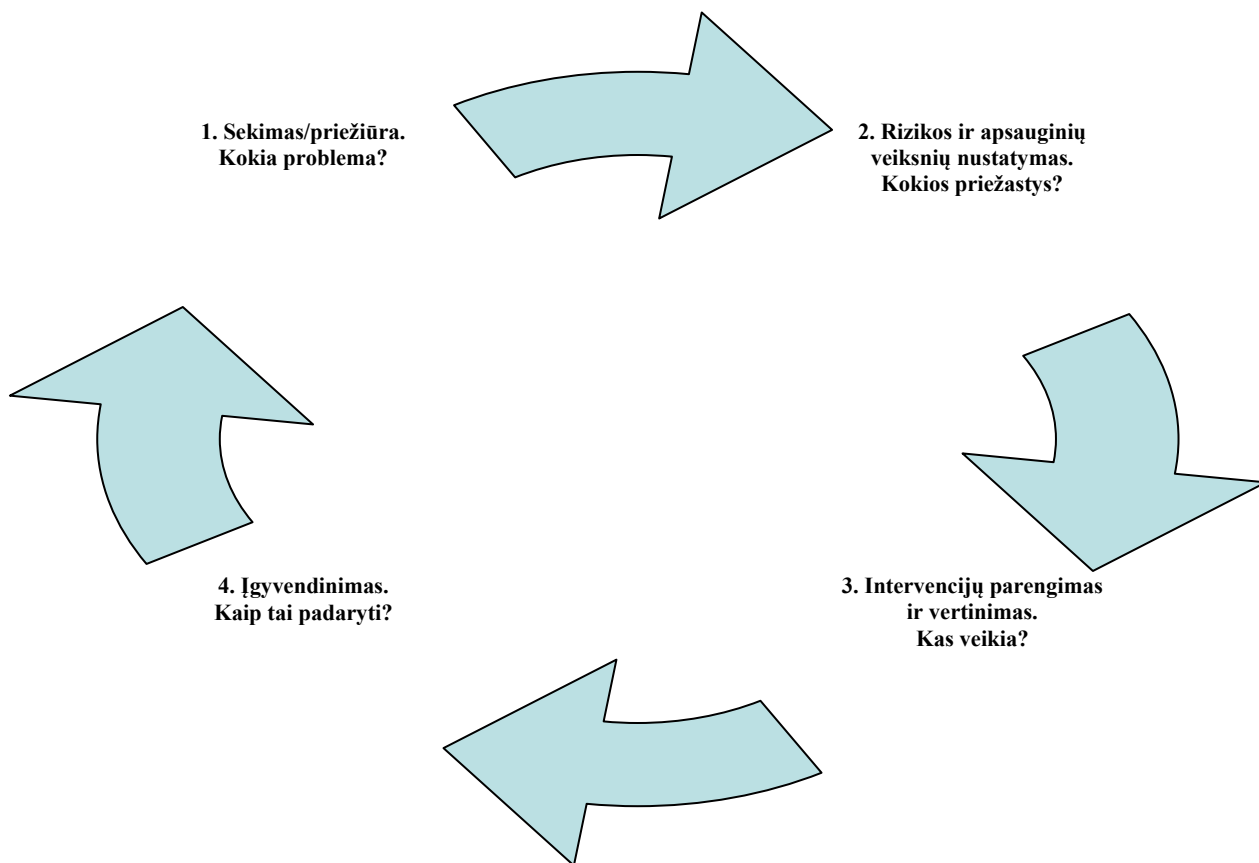 1. Sekimas/priežiūra.
Kokia problema?
2. Rizikos ir apsauginių
veiksnių nustatymas.
Kokios priežastys?
3. Intervencijų parengimas
ir vertinimas.
Kas veikia?
4. Įgyvendinimas.
Kaip tai padaryti?